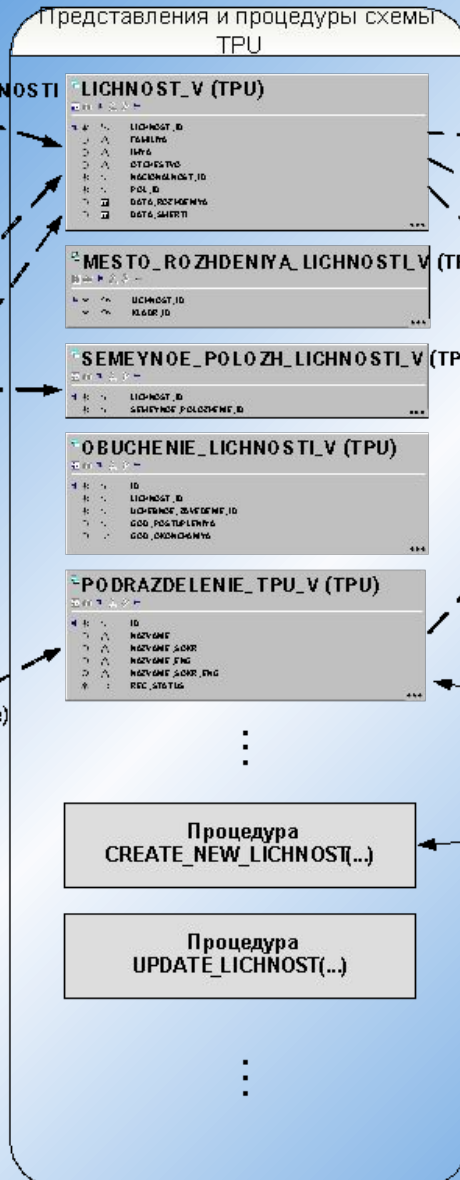 Представления и процедуры схемы
TPU
NOSTI
LICHNOST_V (TPU)
LICHNOST_ID
FAMILIYA
IMYA
OTCHESTVO
NACIONALNOST_ID
POL_ID
DATA_ROZHDENIYA
DATA_SMERTI
MESTO_ROZHDENIYA_LICHNOSTI_V (TP
LICHNOST_ID
KLADR_ID
SEMEYNOE_POLOZH_LICHNOSTI_V (TP
LICHNOST_ID
SEMEYNOE_POLOZHENIE_ID
OBUCHENIE_LICHNOSTI_V (TPU)
ID
LICHNOST_ID
UCHEBNOE_ZAVEDENIE_ID
GOD_POSTUPLENIYA
GOD_OKONCHANIYA
PODRAZDELENIE_TPU_V (TPU)
ID
NAZVANIE
NAZVANIE_SOKR
NAZVANIE_ENG
NAZVANIE_SOKR_ENG
REC_STATUS
Процедура
CREATE_NEW_LICHNOST(...)
Процедура
UPDATE_LICHNOST(...)